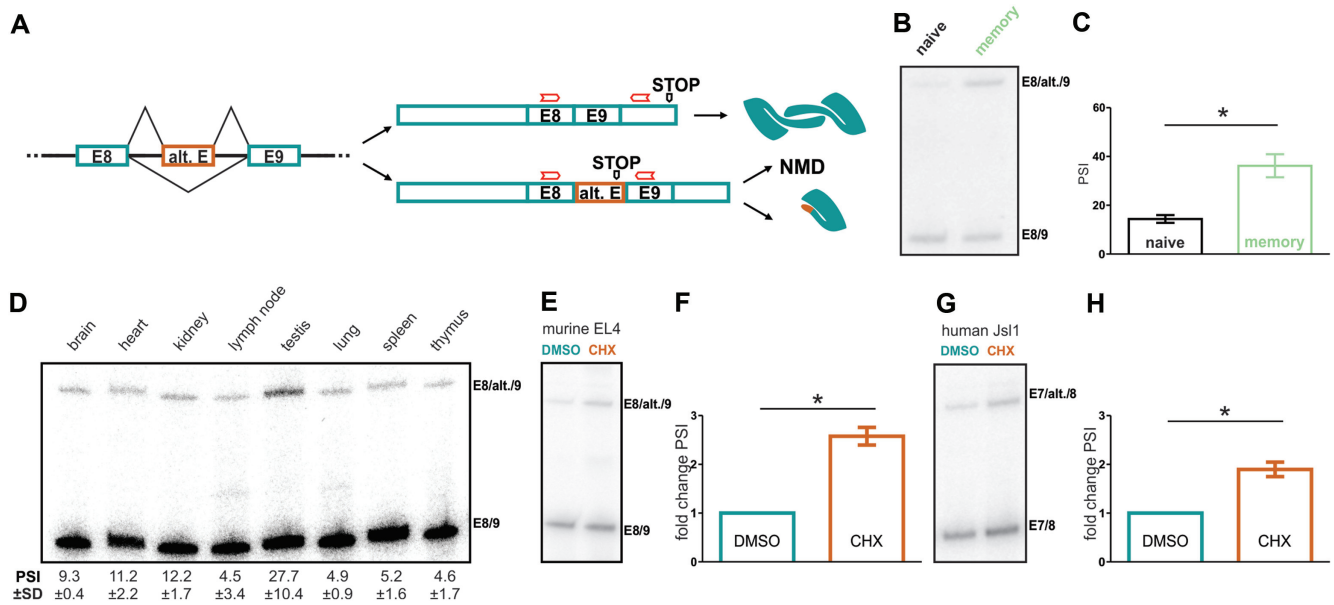 A
E8
alt. E
E9
STOP
E8
E9
STOP
E8
alt. E
E9
NMD
B
naive
memory
E8/alt./9
E8/9
C
60
40
20
0
PSI
*
naive
memory
D
brain
heart
kidney
lymph node
testis
lung
spleen
thymus
E8/alt./9
E8/9
PSI 9.3 11.2 12.2 4.5 27.7 4.9 5.2 4.6
±SD ±0.4 ±2.2 ±1.7 ±3.4 ±10.4 ±0.9 ±1.6 ±1.7
E
murine EL4
DMSO CHX
E8/alt./9
E8/9
F
3
2
1
0
fold change PSI
*
DMSO
CHX
G
human Jsl1
DMSO CHX
E7/alt./8
E7/8
H
3
2
1
0
fold change PSI
*
DMSO
CHX